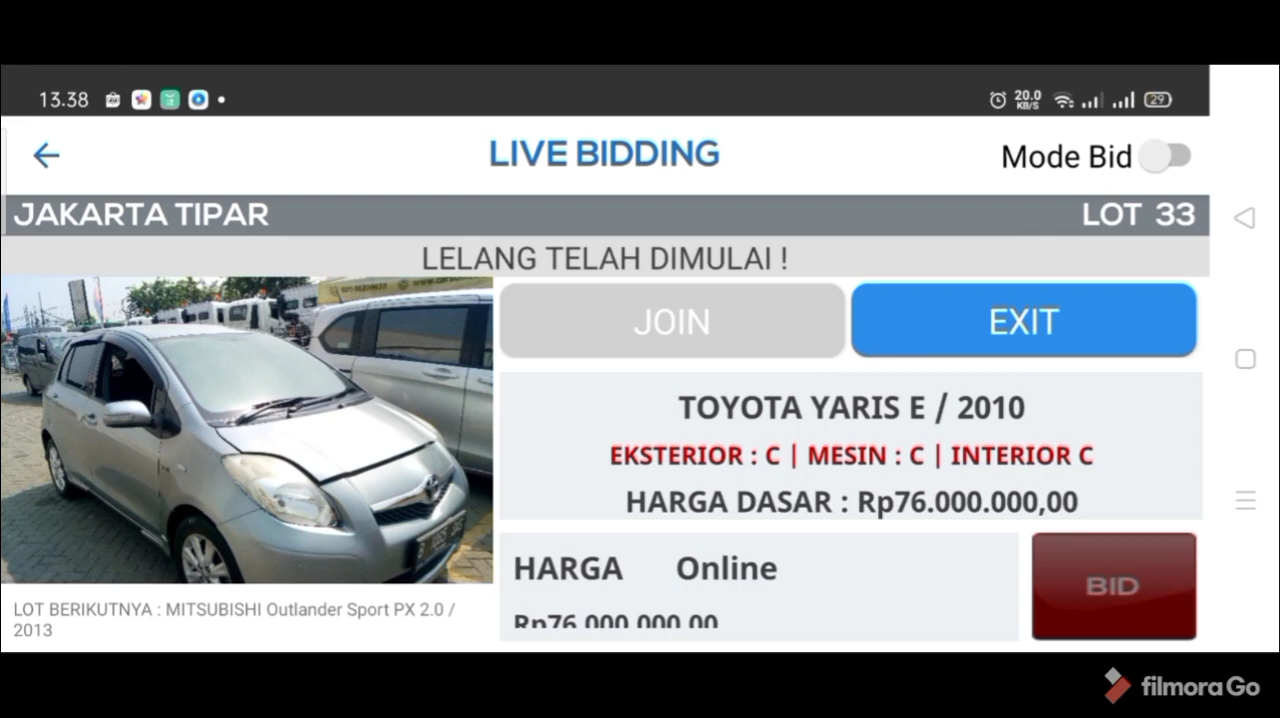 13.38
20.0
KB/S
29
LIVE BIDDING
Mode Bid
JAKARTA TIPAR
LOT 33
LELANG TELAH DIMULAI !
JOIN
EXIT
TOYOTA YARIS E / 2010
EKSTERIOR : C | MESIN : C | INTERIOR C
HARGA DASAR : Rp76.000.000,00
HARGA Online
Rp76.000.000,00
BID
LOT BERIKUTNYA : MITSUBISHI Outlander Sport PX 2.0 /
2013
filmora Go